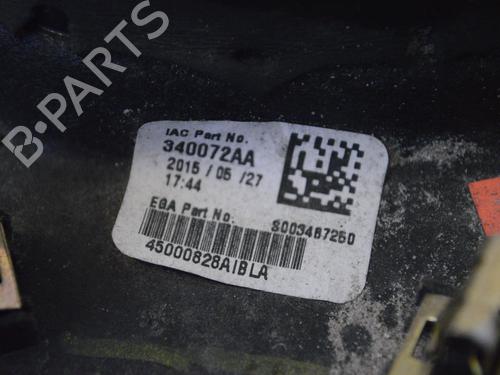 B-PARTS
IAC Part No.
340072AA
2015 / 05 /27
17:44
EGA Part No. S003487250
45000828AIBLA